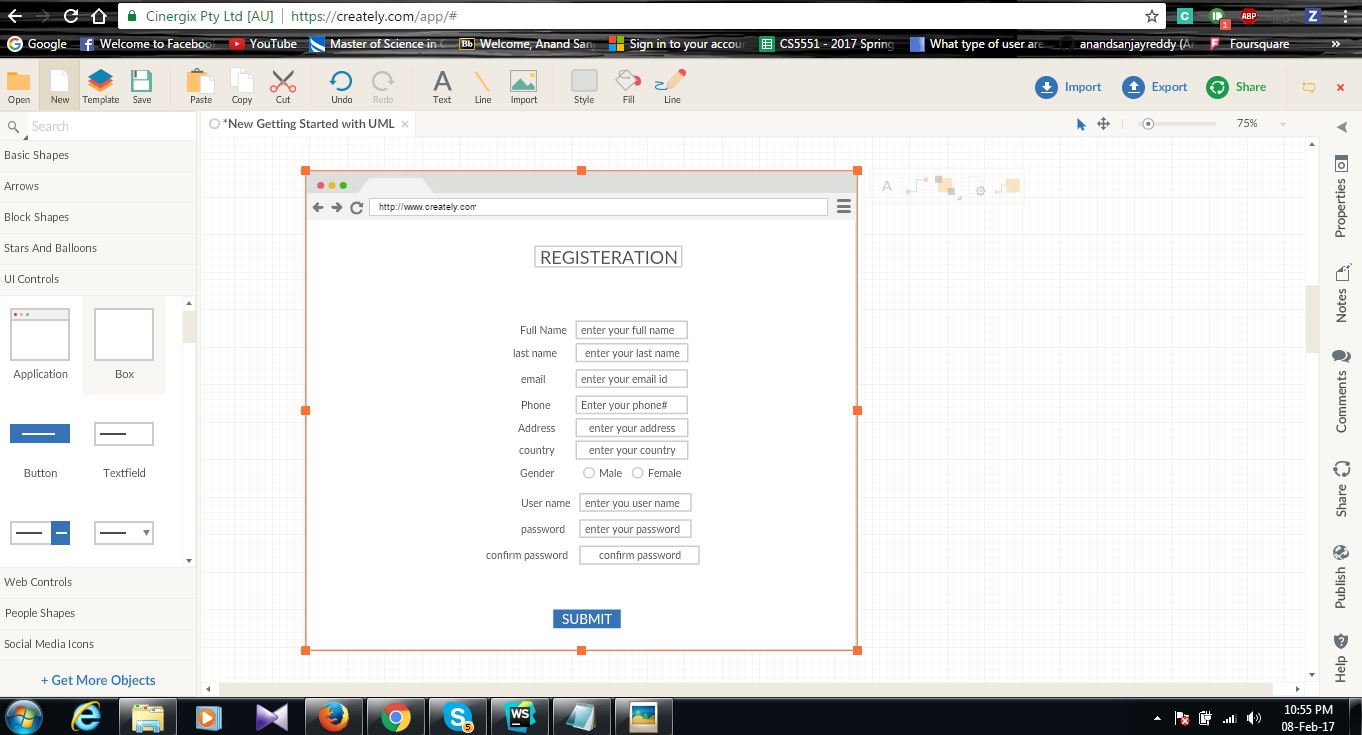 Cinergix Pty Ltd [AU] https://creately.com/app/#
Google Welcome to Faceboo YouTube Master of Science in Welcome, Anand San Sign in to your accou CS5551 - 2017 Spring What type of user are anandsanjayreddy (A Foursquare »
Open New Template Save Paste Copy Cut Undo Redo Text Line Import Style Fill Line Import Export Share
Search *New Getting Started with UML × 75%
Basic Shapes
Arrows
Block Shapes
Stars And Balloons
UI Controls
Application Box
Button Textfield
Web Controls
People Shapes
Social Media Icons
+ Get More Objects
http://www.creately.com
REGISTERATION
Full Name enter your full name
last name enter your last name
email enter your email id
Phone Enter your phone#
Address enter your address
country enter your country
Gender Male Female
User name enter you user name
password enter your password
confirm password confirm password
SUBMIT
A
Properties
Notes
Comments
Share
Publish
Help
C 1 ABP Z
Bb
S 5 WS
10:55 PM
08-Feb-17